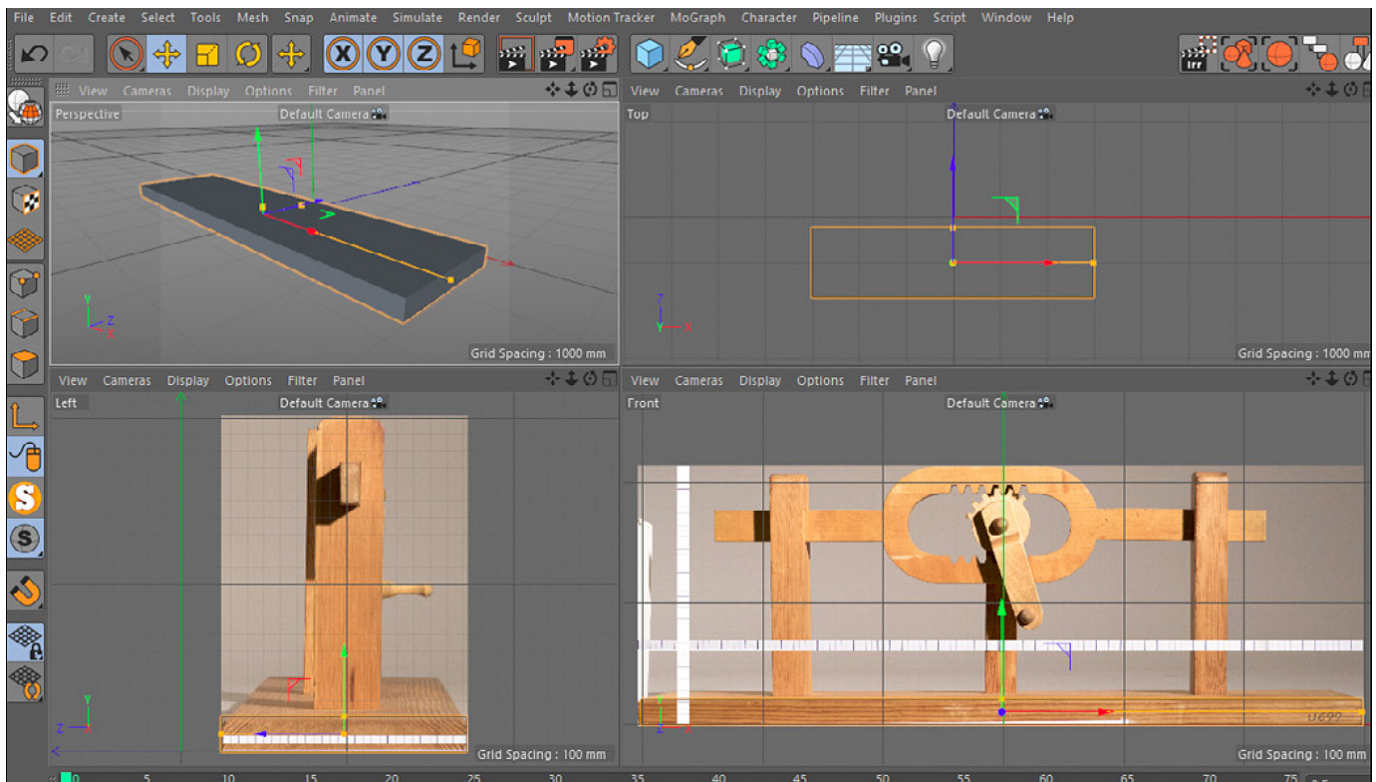 File Edit Create Select Tools Mesh Snap Animate Simulate Render Sculpt Motion Tracker MoGraph Character Pipeline Plugins Script Window Help
X Y Z
Irr
View Cameras Display Options Filter Panel
View Cameras Display Options Filter Panel
Perspective Default Camera
Top Default Camera
Y Z X
Z Y X
Grid Spacing : 1000 mm
Grid Spacing : 1000 mm
View Cameras Display Options Filter Panel
View Cameras Display Options Filter Panel
Left Default Camera
Front Default Camera
S
S
Y
Z
Y
X
U699
Grid Spacing : 100 mm
Grid Spacing : 100 mm
0 5 10 15 20 25 30 35 40 45 50 55 60 65 70 75